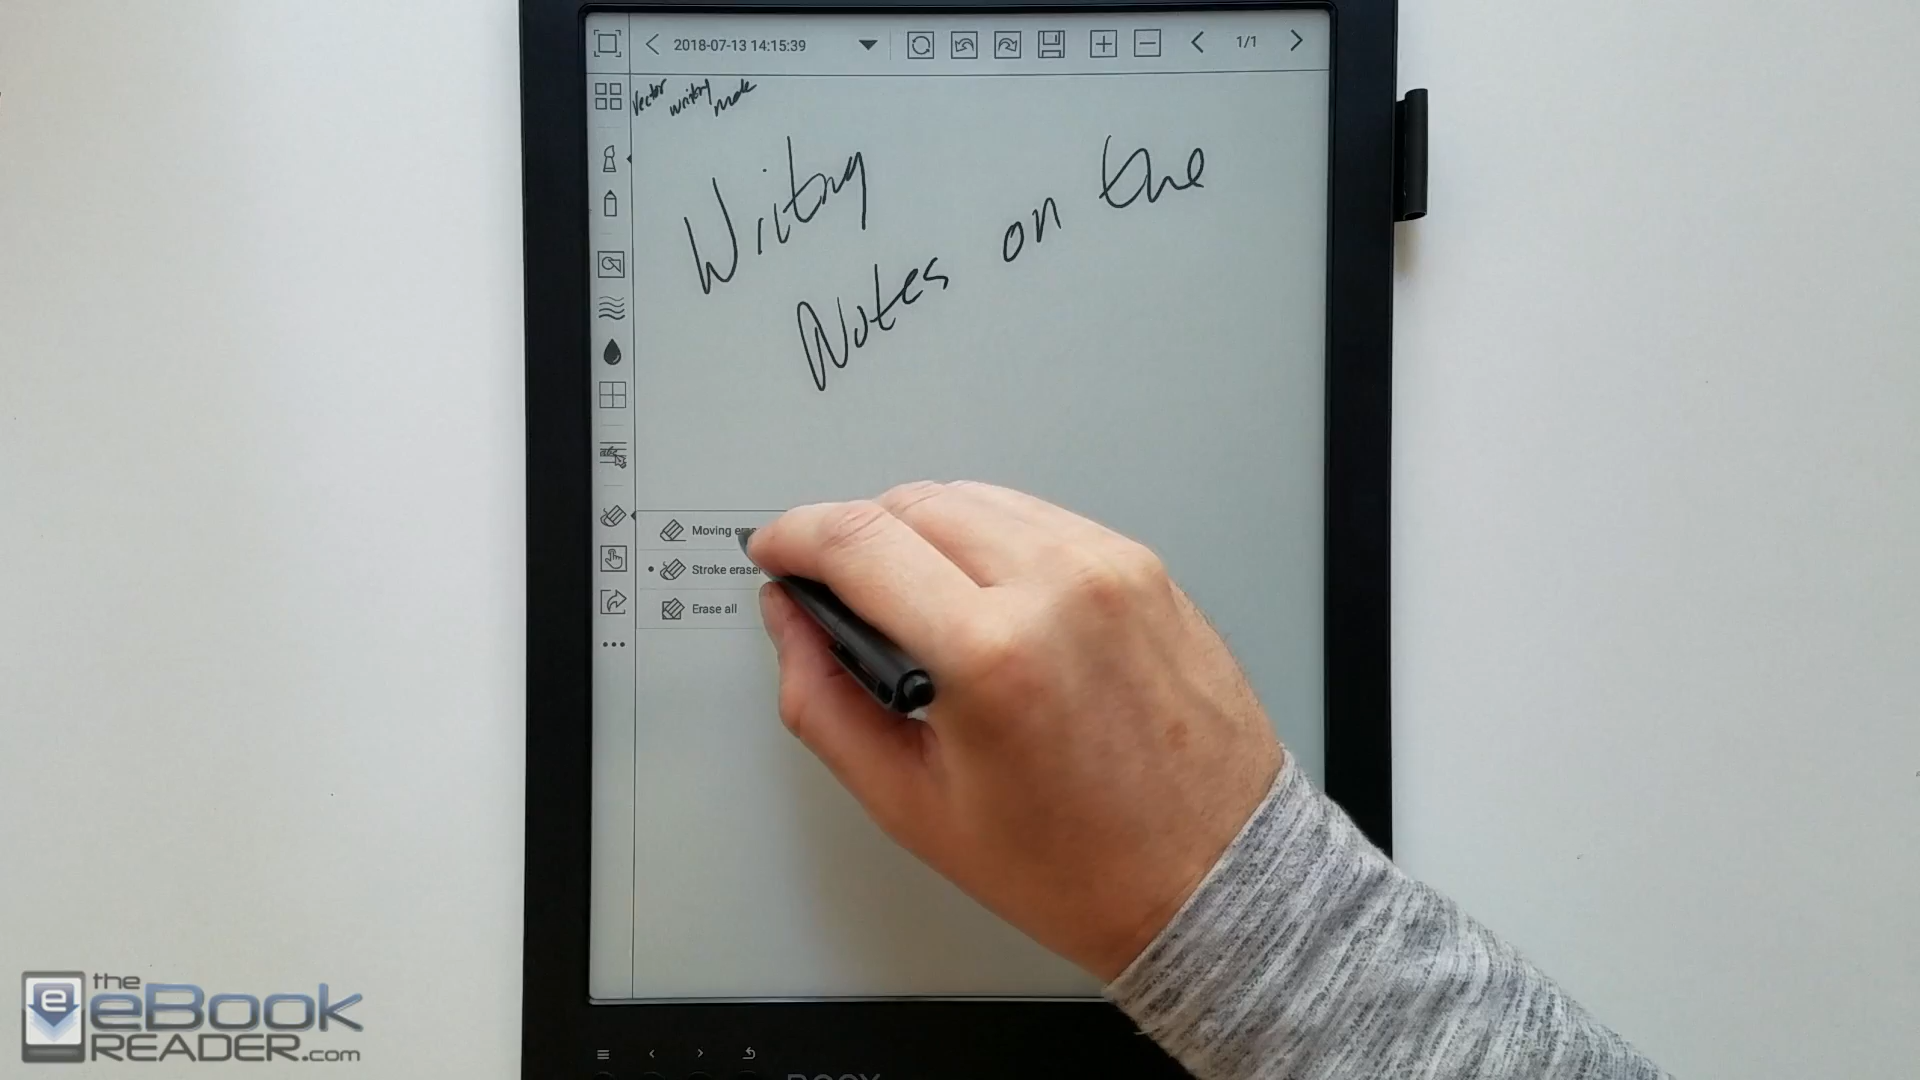 2018-07-13 14:15:39 1/1
vector writing mode
Writing
Notes on the
Moving
Stroke eraser
Erase all
the
eBook
READER.com